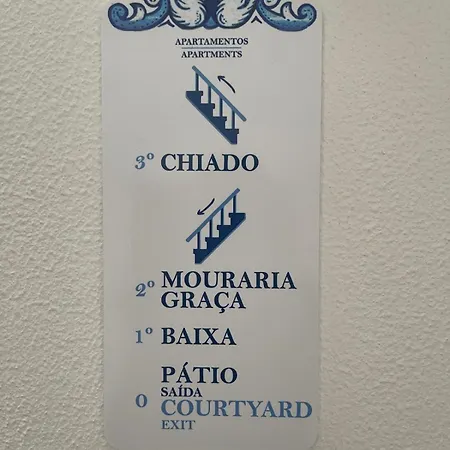 APARTAMENTOS
APARTMENTS
3º CHIADO
2º MOURARIA
GRAÇA
1º BAIXA
PÁTIO
SAÍDA
0 COURTYARD
EXIT